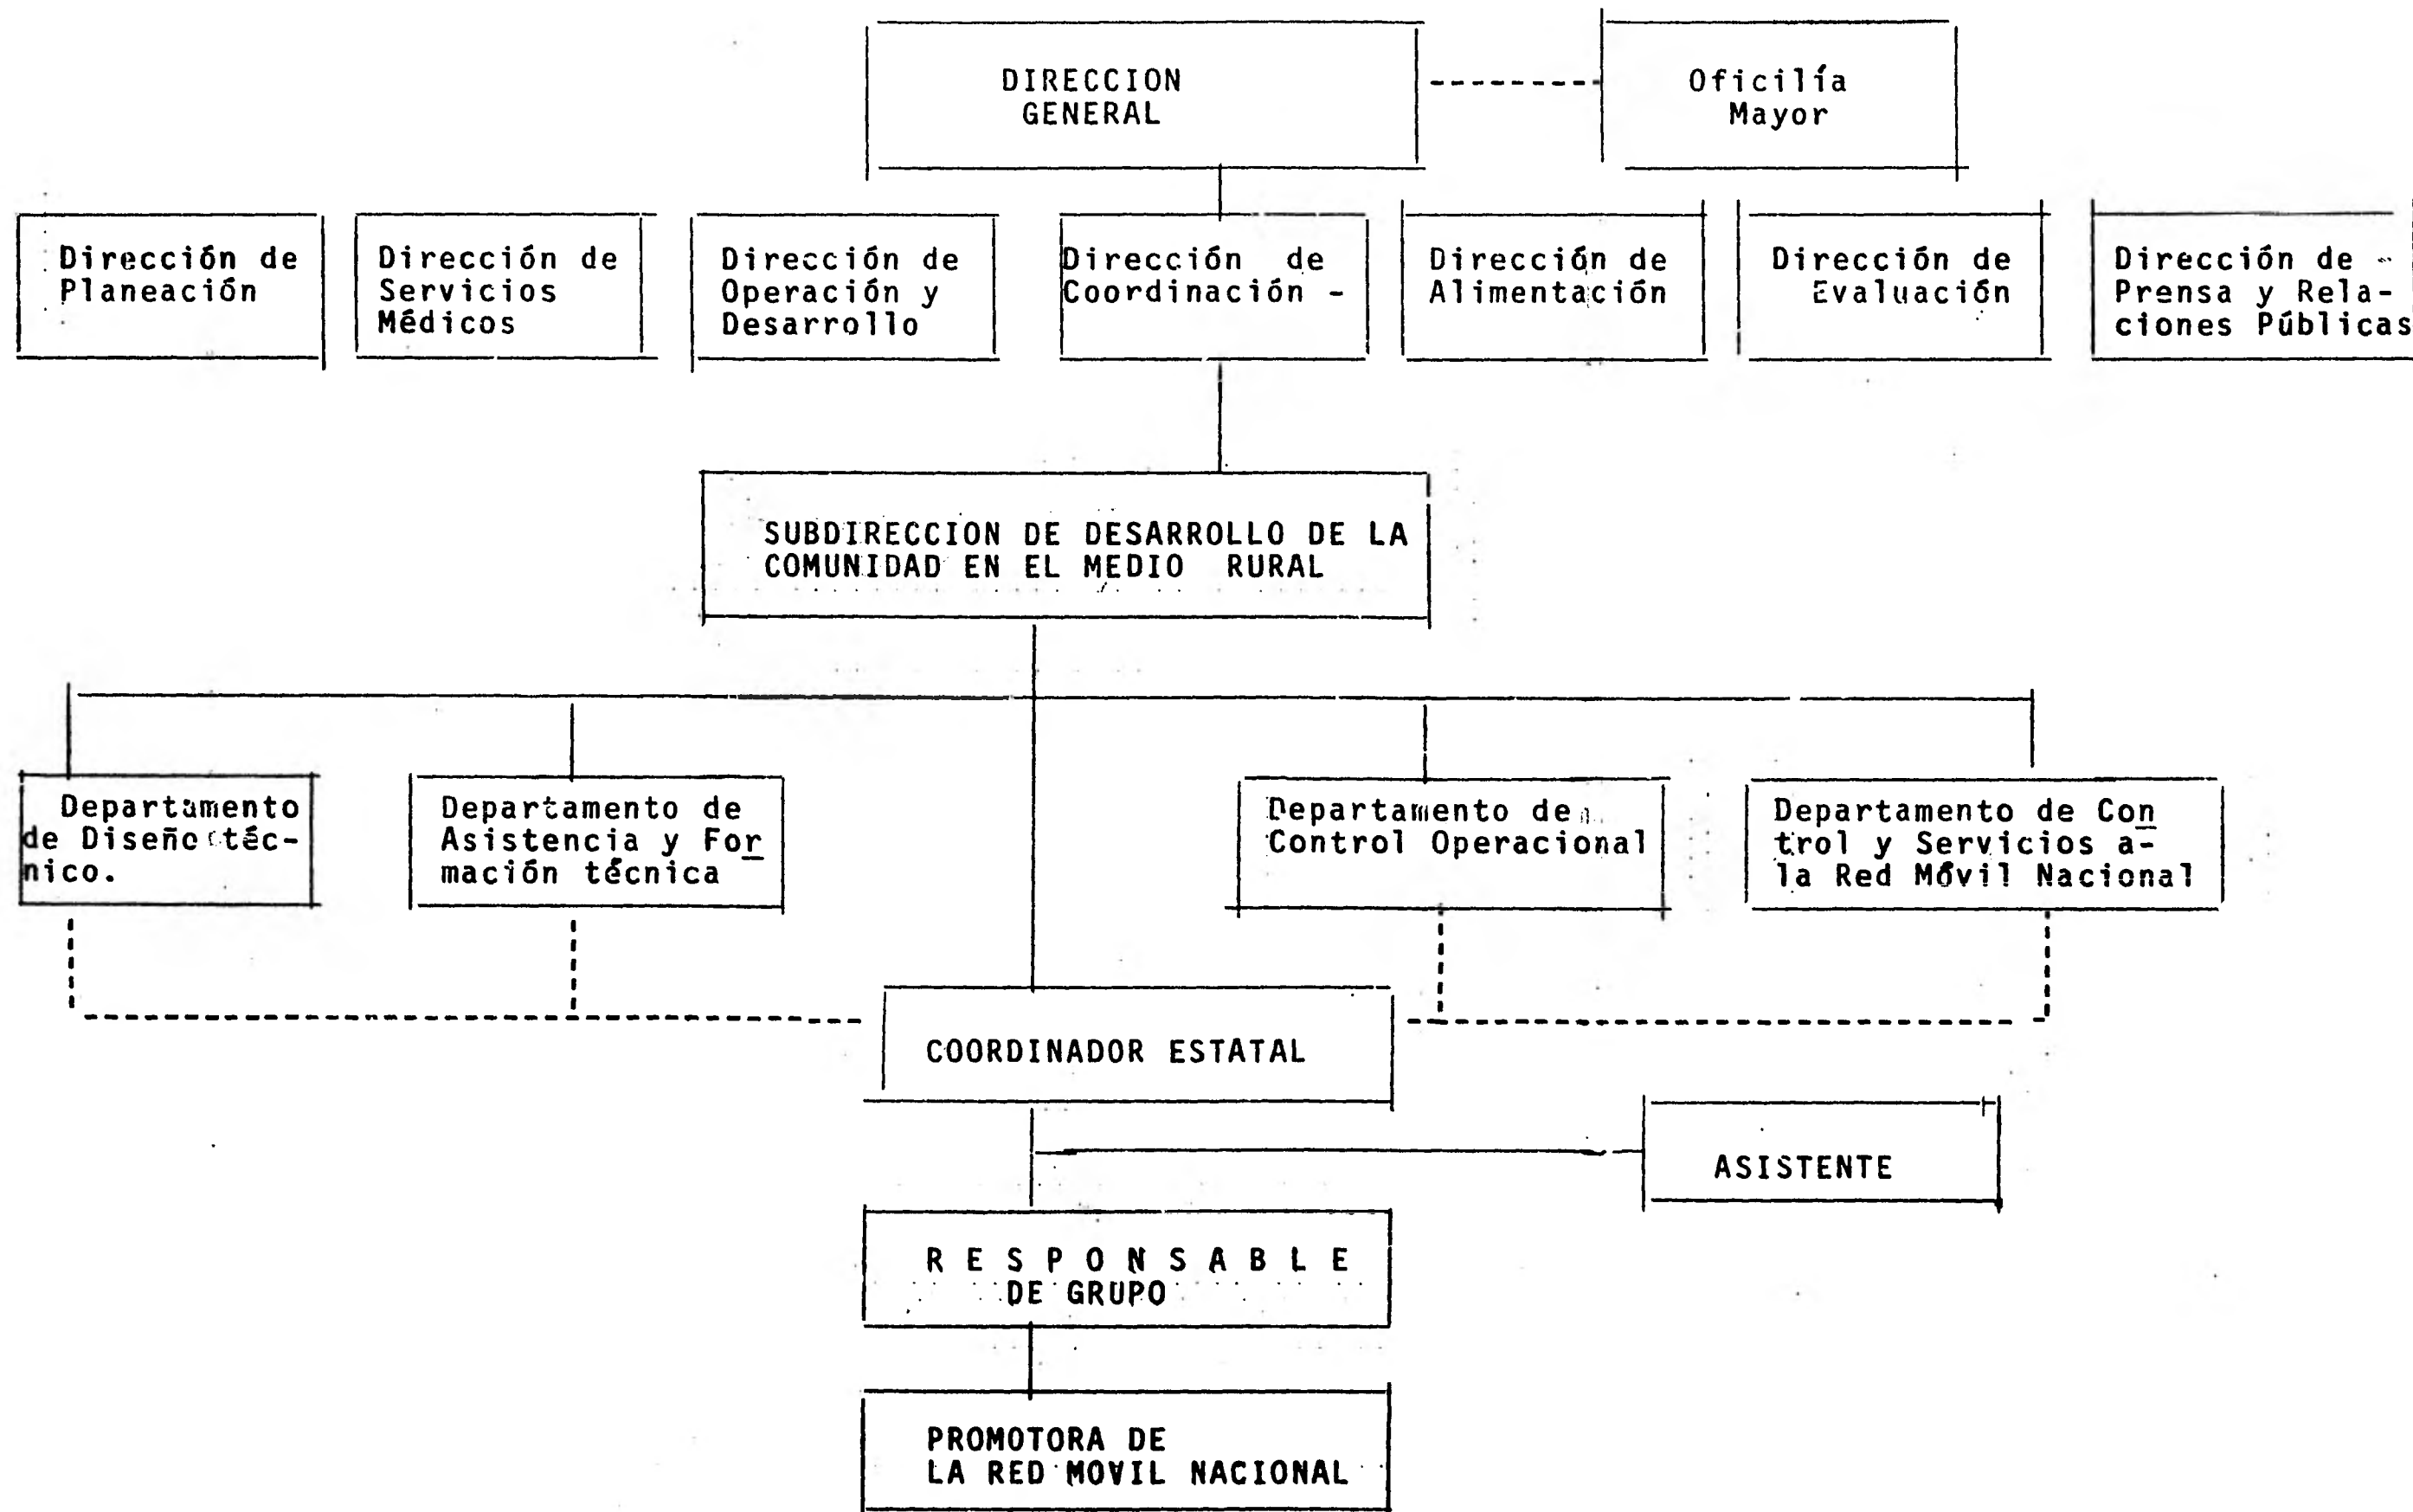 DIRECCION
GENERAL
Oficilía
Mayor
Dirección de
Planeación
Dirección de
Servicios
Médicos
Dirección de
Operación y
Desarrollo
Dirección de
Coordinación -
Dirección de
Alimentación
Dirección de
Evaluación
Dirección de -
Prensa y Rela-
ciones Públicas
SUBDIRECCION DE DESARROLLO DE LA
COMUNIDAD EN EL MEDIO RURAL
Departamento
de Diseño téc-
nico.
Departamento de
Asistencia y For
mación técnica
Departamento de
Control Operacional
Departamento de Con
trol y Servicios a-
la Red Móvil Nacional
COORDINADOR ESTATAL
ASISTENTE
R E S P O N S A B L E
DE GRUPO
PROMOTORA DE
LA RED MOVIL NACIONAL